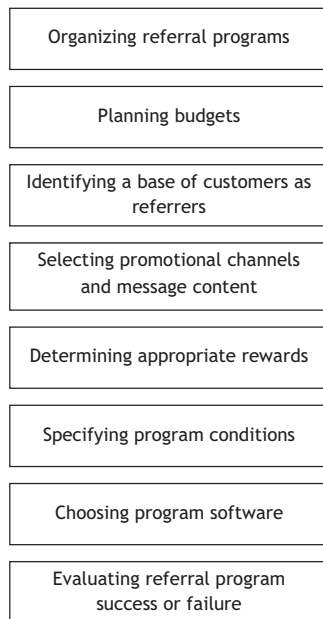 Organizing referral programs
Planning budgets
Identifying a base of customers as
referrers
Selecting promotional channels
and message content
Determining appropriate rewards
Specifying program conditions
Choosing program software
Evaluating referral program
success or failure